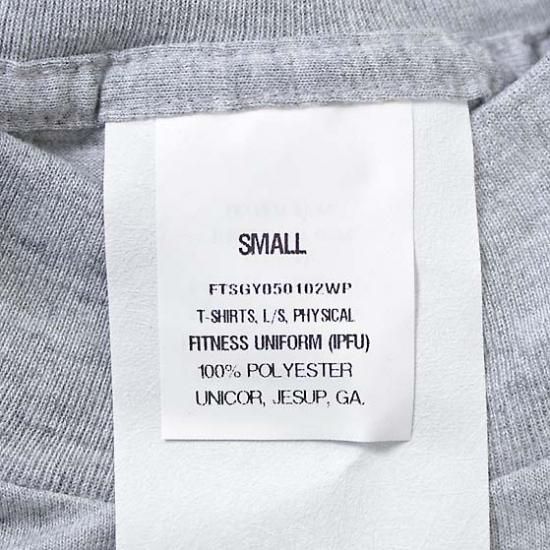 SMALL
FTSGY050102WP
T-SHIRTS, L/S, PHYSICAL
FITNESS UNIFORM (IPFU)
100% POLYESTER
UNICOR, JESUP, GA.